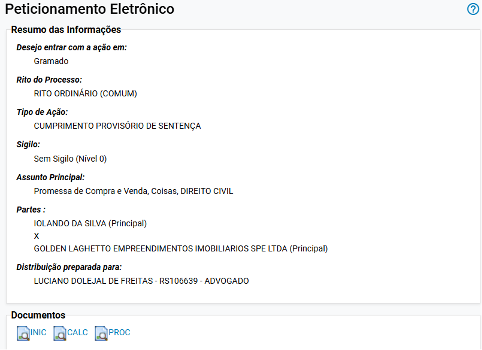 Peticionamento Eletrônico
Resumo das Informações
Desejo entrar com a ação em:
Gramado
Rito do Processo:
RITO ORDINÁRIO (COMUM)
Tipo de Ação:
CUMPRIMENTO PROVISÓRIO DE SENTENÇA
Sigilo:
Sem Sigilo (Nível 0)
Assunto Principal:
Promessa de Compra e Venda, Coisas, DIREITO CIVIL
Partes :
IOLANDO DA SILVA (Principal)
X
GOLDEN LAGHETTO EMPREENDIMENTOS IMOBILIARIOS SPE LTDA (Principal)
Distribuição preparada para:
LUCIANO DOLEJAL DE FREITAS - RS106639 - ADVOGADO
Documentos
INIC CALC PROC